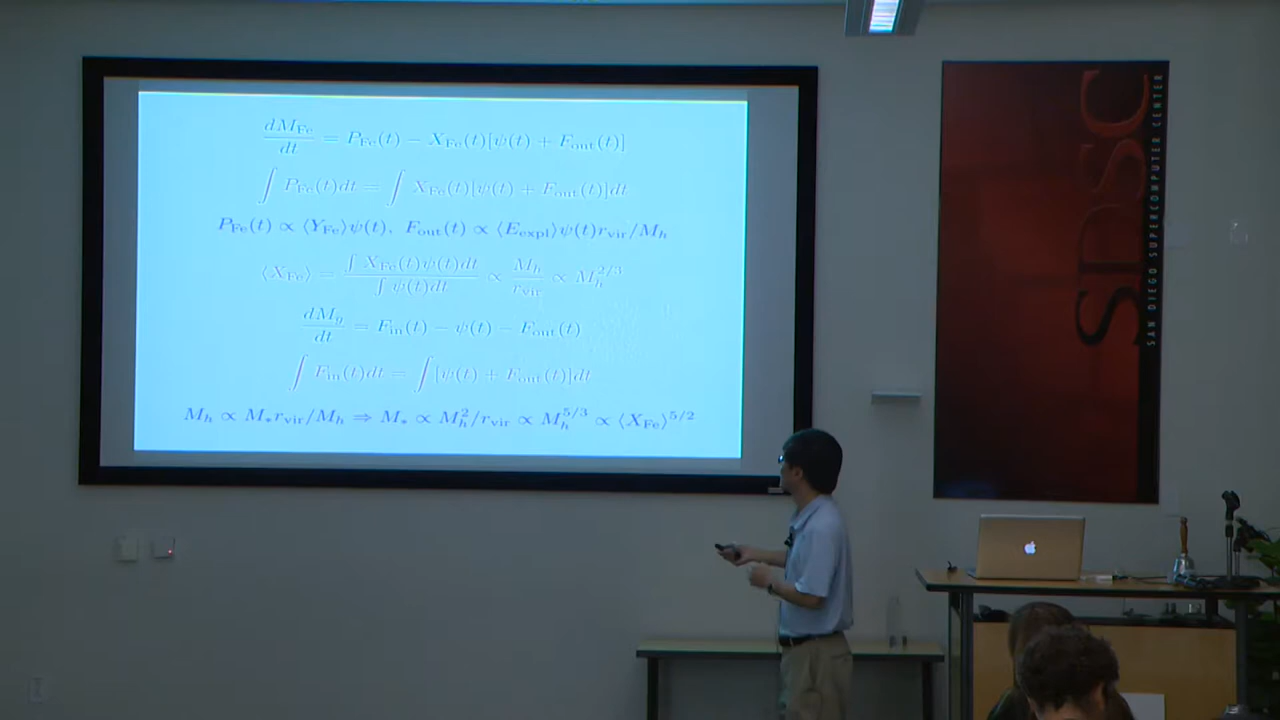 dM_Fe/dt = P_Fe(t) − X_Fe(t)[ψ(t) + F_out(t)]
∫ P_Fe(t)dt = ∫ X_Fe(t)[ψ(t) + F_out(t)]dt
P_Fe(t) ∝ ⟨Y_Fe⟩ψ(t), F_out(t) ∝ ⟨E_expl⟩ψ(t)r_vir/M_h
⟨X_Fe⟩ = ∫ X_Fe(t)ψ(t)dt / ∫ ψ(t)dt ∝ M_h/r_vir ∝ M_h^{2/3}
dM_g/dt = F_in(t) − ψ(t) − F_out(t)
∫ F_in(t)dt = ∫ [ψ(t) + F_out(t)]dt
M_h ∝ M_* r_vir/M_h ⇒ M_* ∝ M_h^2/r_vir ∝ M_h^{5/3} ∝ ⟨X_Fe⟩^{5/2}
SDSC
SAN DIEGO SUPERCOMPUTER CENTER